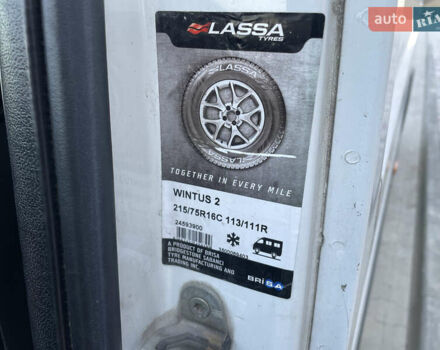 AUTO RIA
LASSA
TYRES
LASSA
TOGETHER IN EVERY MILE
WINTUS 2
215/75R16C 113/111R
24593900
A PRODUCT OF BRISA
BRIDGESTONE SABANCI
TYRE MANUFACTURING AND
TRADING INC.
BRiSA